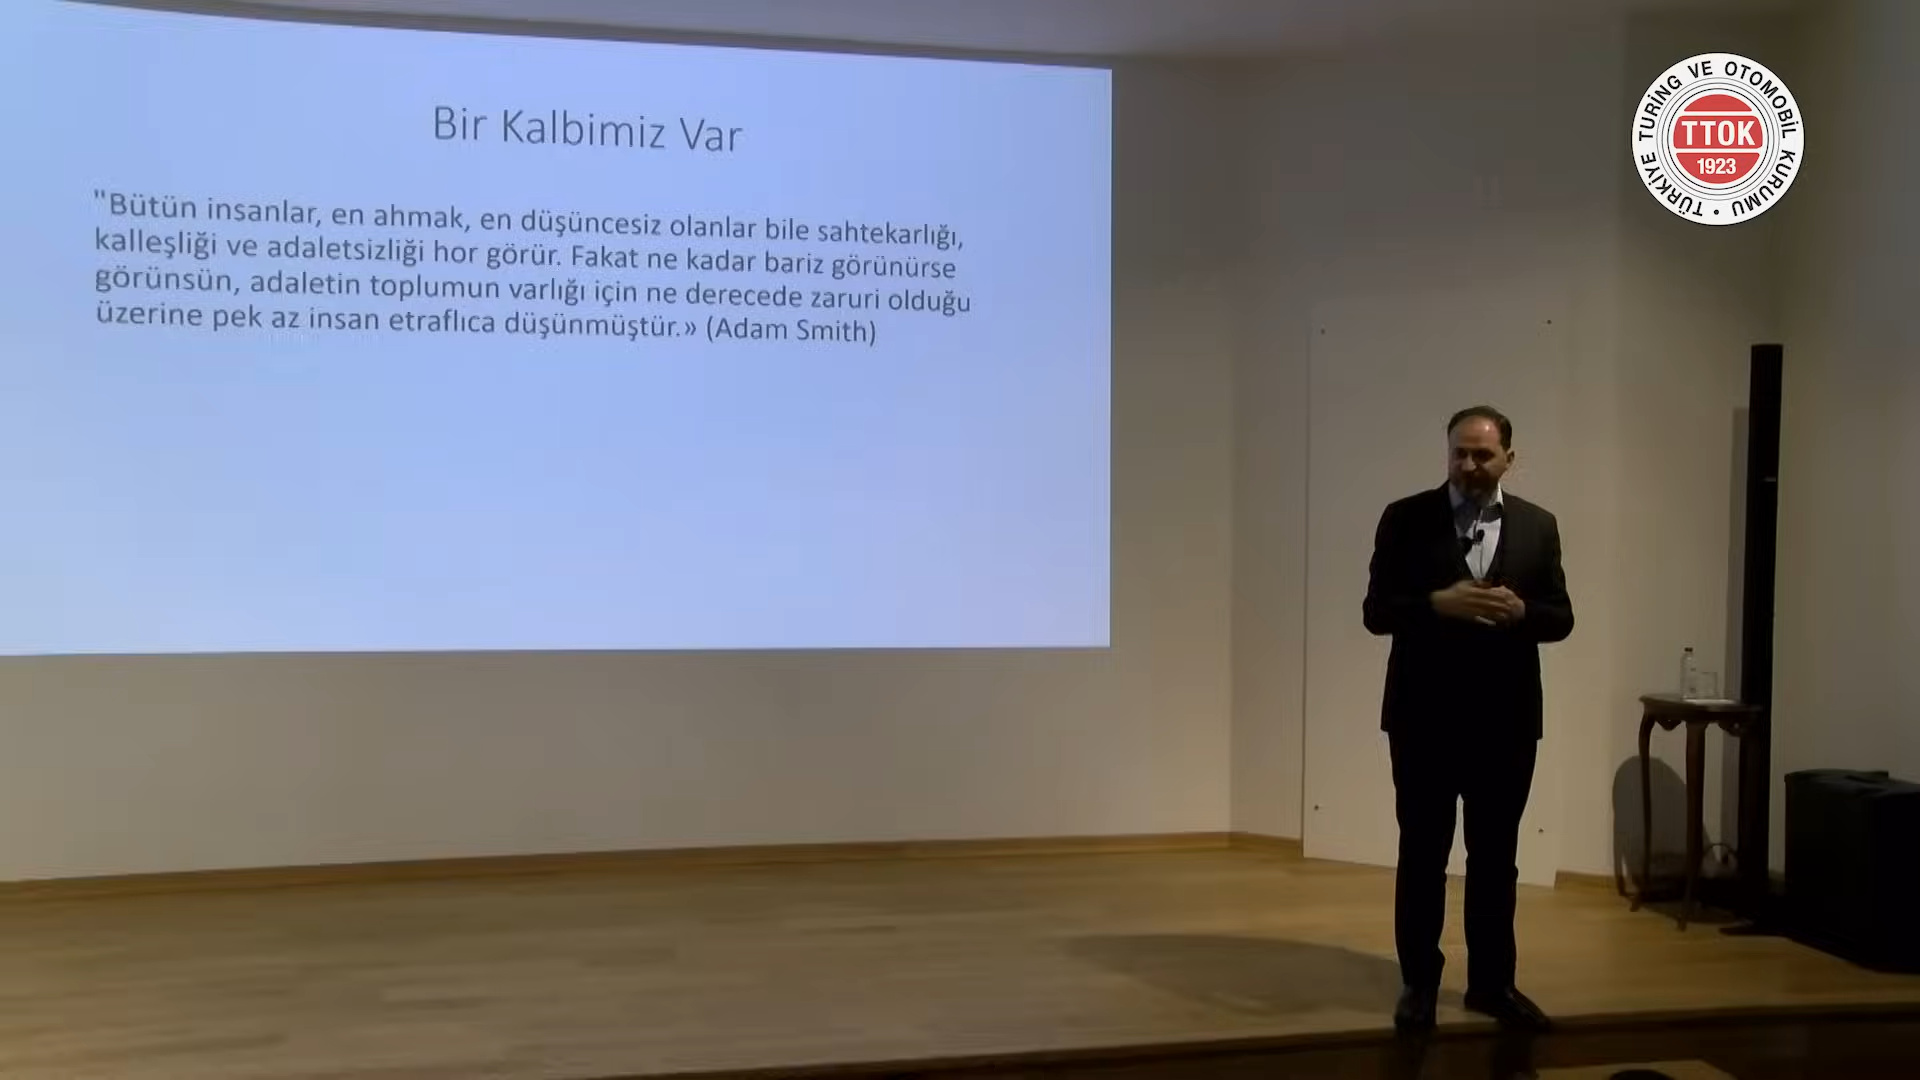 Bir Kalbimiz Var
"Bütün insanlar, en ahmak, en düşüncesiz olanlar bile sahtekarlığı,
kalleşliği ve adaletsizliği hor görür. Fakat ne kadar bariz görünürse
görünsün, adaletin toplumun varlığı için ne derecede zaruri olduğu
üzerine pek az insan etraflıca düşünmüştür.» (Adam Smith)
TÜRKİYE TURİNG VE OTOMOBİL KURUMU •
TTOK
1923